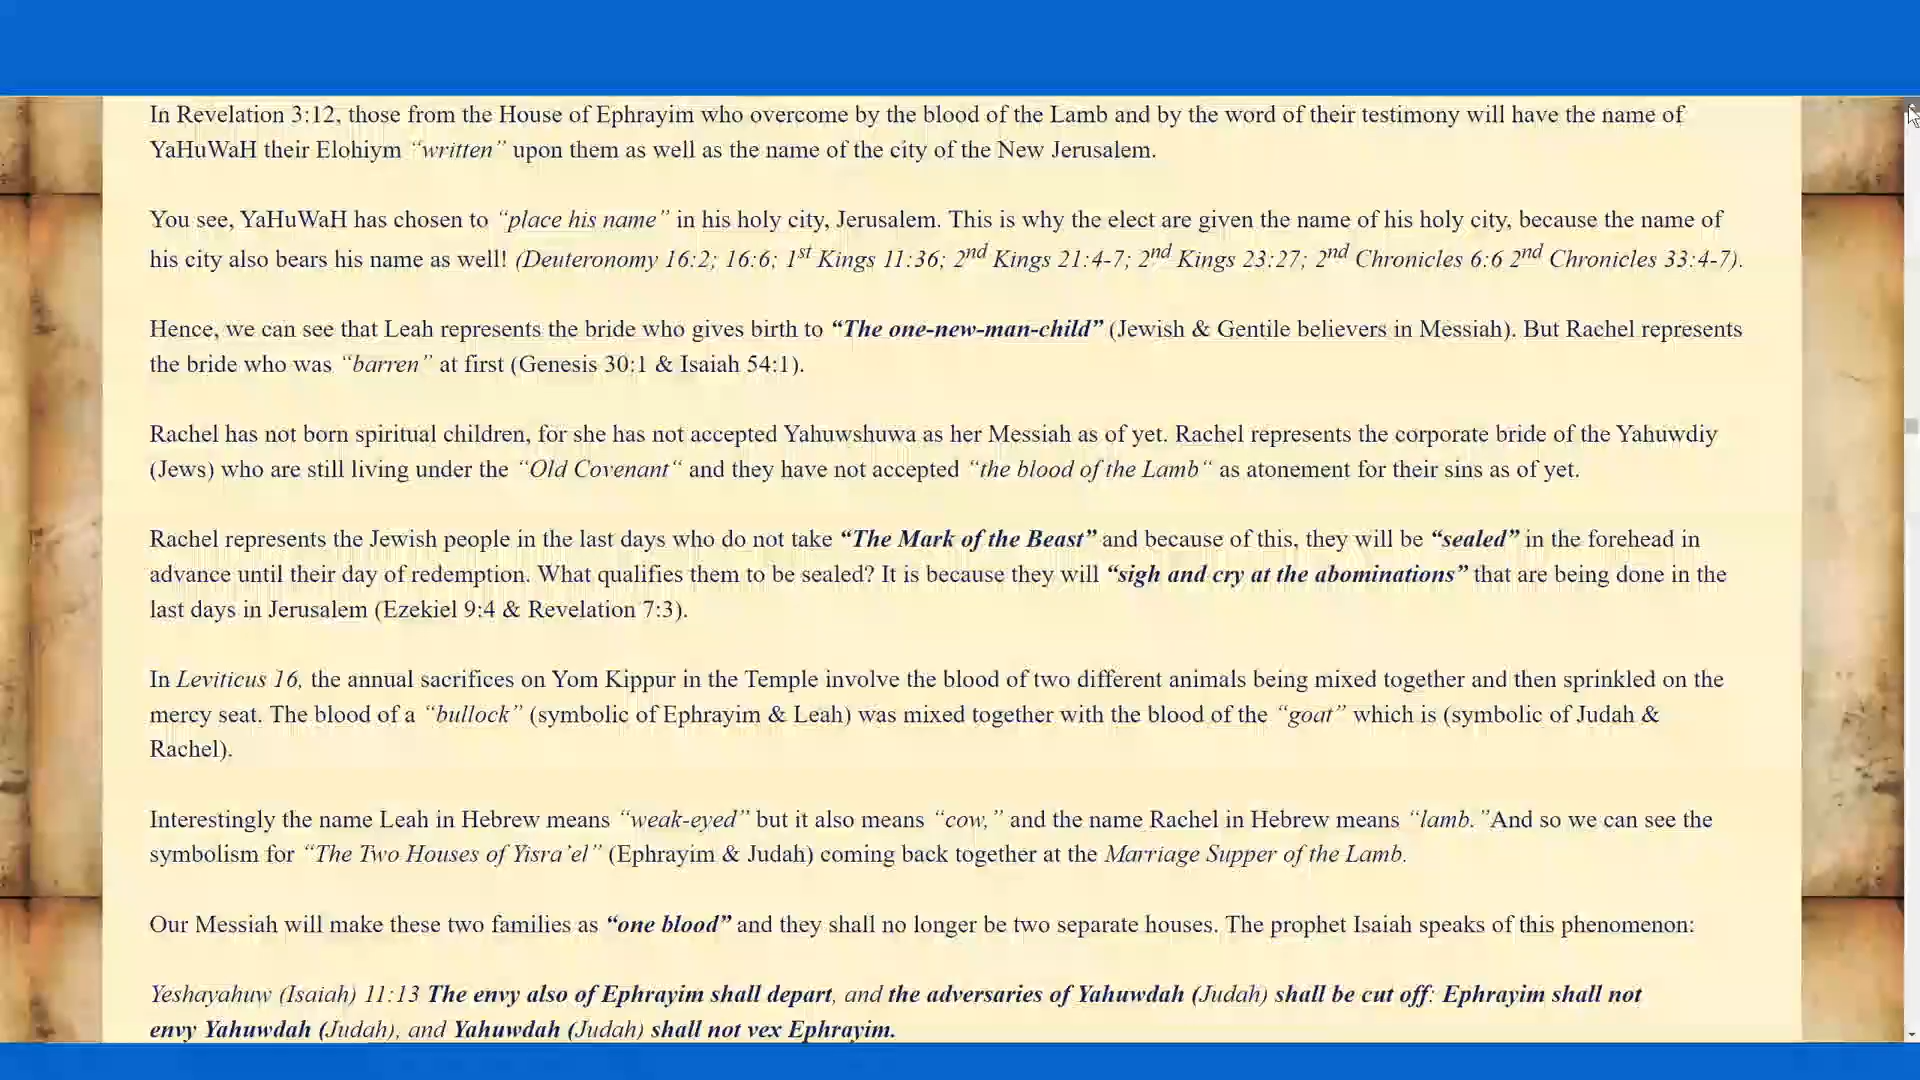 In Revelation 3:12, those from the House of Ephrayim who overcome by the blood of the Lamb and by the word of their testimony will have the name of
YaHuWaH their Elohiym “written” upon them as well as the name of the city of the New Jerusalem.
You see, YaHuWaH has chosen to “place his name” in his holy city, Jerusalem. This is why the elect are given the name of his holy city, because the name of
his city also bears his name as well! (Deuteronomy 16:2; 16:6; 1st Kings 11:36; 2nd Kings 21:4-7; 2nd Kings 23:27; 2nd Chronicles 6:6 2nd Chronicles 33:4-7).
Hence, we can see that Leah represents the bride who gives birth to “The one-new-man-child” (Jewish & Gentile believers in Messiah). But Rachel represents
the bride who was “barren” at first (Genesis 30:1 & Isaiah 54:1).
Rachel has not born spiritual children, for she has not accepted Yahuwshuwa as her Messiah as of yet. Rachel represents the corporate bride of the Yahuwdiy
(Jews) who are still living under the “Old Covenant“ and they have not accepted “the blood of the Lamb“ as atonement for their sins as of yet.
Rachel represents the Jewish people in the last days who do not take “The Mark of the Beast” and because of this, they will be “sealed” in the forehead in
advance until their day of redemption. What qualifies them to be sealed? It is because they will “sigh and cry at the abominations” that are being done in the
last days in Jerusalem (Ezekiel 9:4 & Revelation 7:3).
In Leviticus 16, the annual sacrifices on Yom Kippur in the Temple involve the blood of two different animals being mixed together and then sprinkled on the
mercy seat. The blood of a “bullock” (symbolic of Ephrayim & Leah) was mixed together with the blood of the “goat” which is (symbolic of Judah &
Rachel).
Interestingly the name Leah in Hebrew means “weak-eyed” but it also means “cow,” and the name Rachel in Hebrew means “lamb.”And so we can see the
symbolism for “The Two Houses of Yisra’el” (Ephrayim & Judah) coming back together at the Marriage Supper of the Lamb.
Our Messiah will make these two families as “one blood” and they shall no longer be two separate houses. The prophet Isaiah speaks of this phenomenon:
Yeshayahuw (Isaiah) 11:13 The envy also of Ephrayim shall depart, and the adversaries of Yahuwdah (Judah) shall be cut off: Ephrayim shall not
envy Yahuwdah (Judah), and Yahuwdah (Judah) shall not vex Ephrayim.